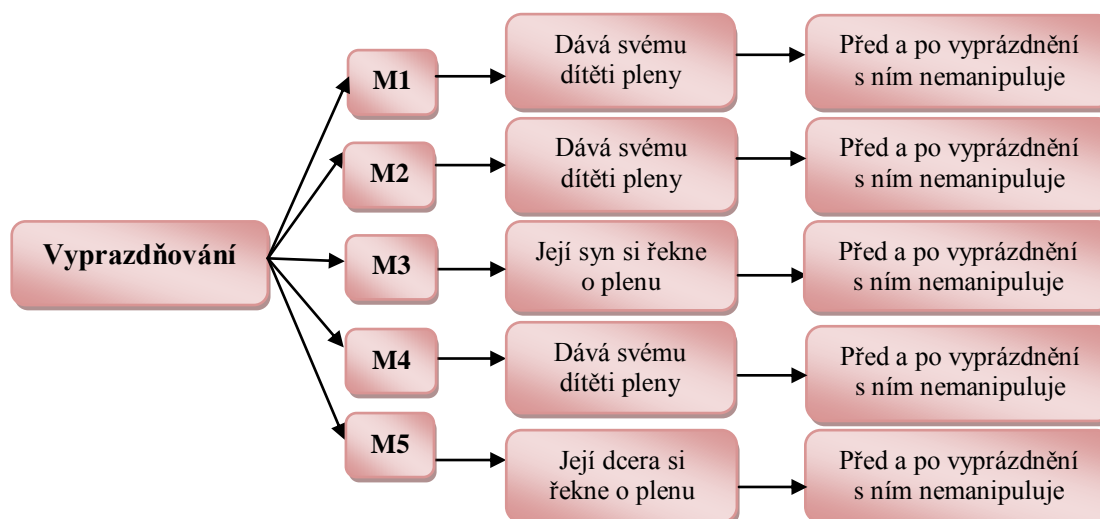 Vyprazdňování
M1
Dává svému
dítěti pleny
Před a po vyprázdnění
s ním nemanipuluje
M2
Dává svému
dítěti pleny
Před a po vyprázdnění
s ním nemanipuluje
M3
Její syn si řekne
o plenu
Před a po vyprázdnění
s ním nemanipuluje
M4
Dává svému
dítěti pleny
Před a po vyprázdnění
s ním nemanipuluje
M5
Její dcera si
řekne o plenu
Před a po vyprázdnění
s ním nemanipuluje